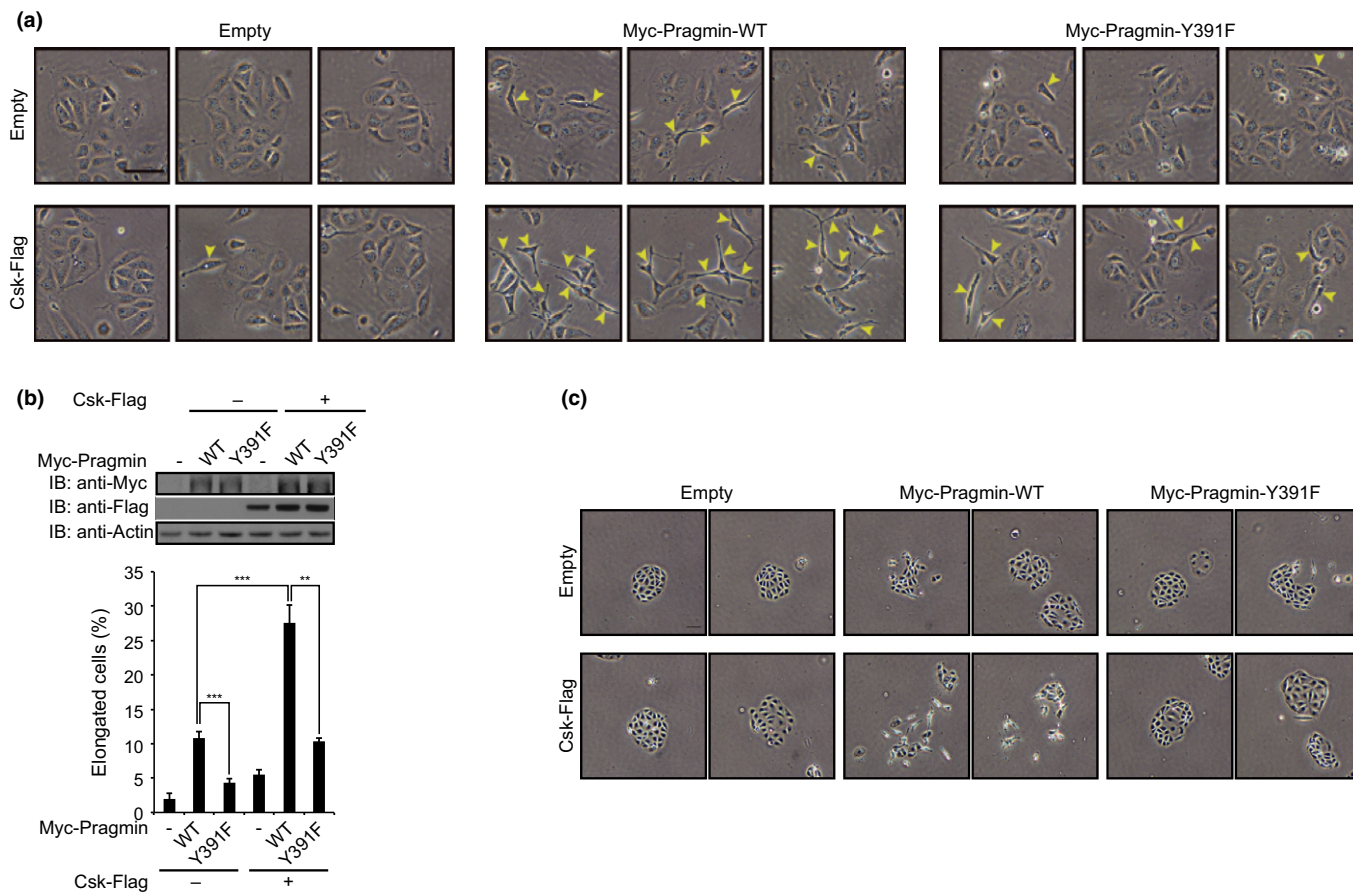 (a)
Empty Myc-Pragmin-WT Myc-Pragmin-Y391F
Empty
Csk-Flag
(b)
Csk-Flag – +
Myc-Pragmin - WT Y391F - WT Y391F
IB: anti-Myc
IB: anti-Flag
IB: anti-Actin
Elongated cells (%)
35
30
25
20
15
10
5
0
*** **
***
Myc-Pragmin - WT Y391F - WT Y391F
Csk-Flag – +
(c)
Empty Myc-Pragmin-WT Myc-Pragmin-Y391F
Empty
Csk-Flag